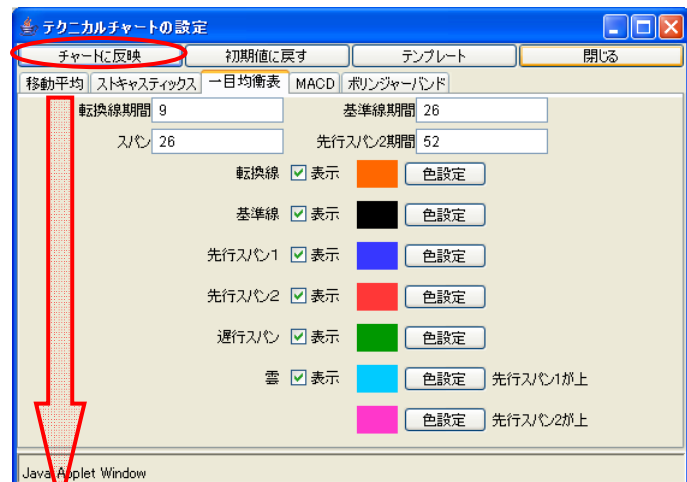 テクニカルチャートの設定
チャートに反映 初期値に戻す テンプレート 閉じる
移動平均 ストキャスティックス 一目均衡表 MACD ボリンジャーバンド
転換線期間 9 基準線期間 26
スパン 26 先行スパン2期間 52
転換線 表示 色設定
基準線 表示 色設定
先行スパン1 表示 色設定
先行スパン2 表示 色設定
遅行スパン 表示 色設定
雲 表示 色設定 先行スパン1が上
色設定 先行スパン2が上
Java Applet Window